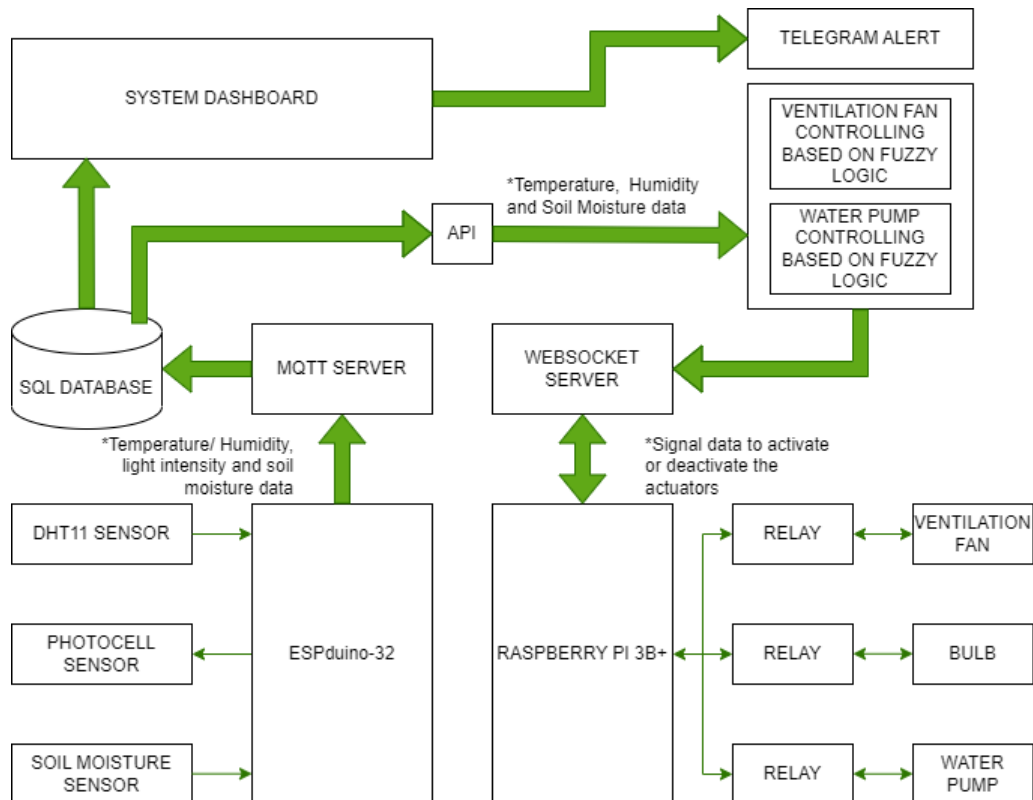 TELEGRAM ALERT
SYSTEM DASHBOARD
VENTILATION FAN
CONTROLLING
BASED ON FUZZY
LOGIC
*Temperature, Humidity
and Soil Moisture data
API
WATER PUMP
CONTROLLING
BASED ON FUZZY
LOGIC
SQL DATABASE
MQTT SERVER
WEBSOCKET
SERVER
*Temperature/ Humidity,
light intensity and soil
moisture data
*Signal data to activate
or deactivate the
actuators
DHT11 SENSOR
RELAY
VENTILATION
FAN
PHOTOCELL
SENSOR
ESPduino-32
RASPBERRY PI 3B+
RELAY
BULB
SOIL MOISTURE
SENSOR
RELAY
WATER
PUMP